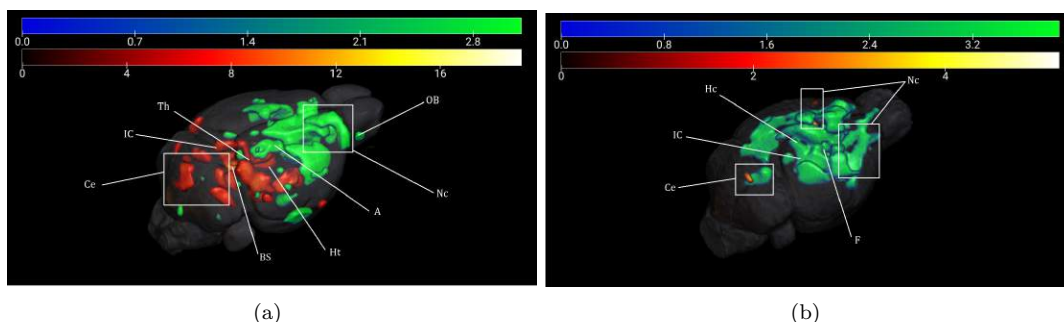 0.0 0.7 1.4 2.1 2.8
0 4 8 12 16
Th
OB
IC
Ce
Nc
A
BS
Ht
(a)
0.0 0.8 1.6 2.4 3.2
0 2 4
Nc
Hc
IC
Ce
F
(b)